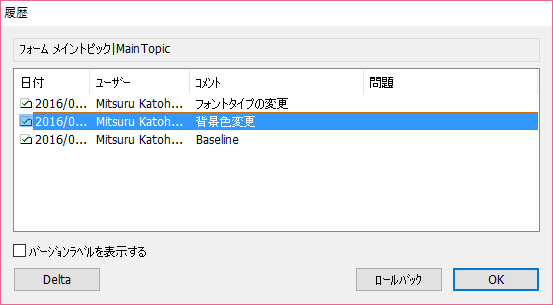 履歴
フォーム メイントピック|MainTopic
日付 ユーザー コメント 問題
2016/0... Mitsuru Katoh... フォントタイプの変更
2016/0... Mitsuru Katoh... 背景色変更
2016/0... Mitsuru Katoh... Baseline
バージョンラベルを表示する
Delta ロールバック OK